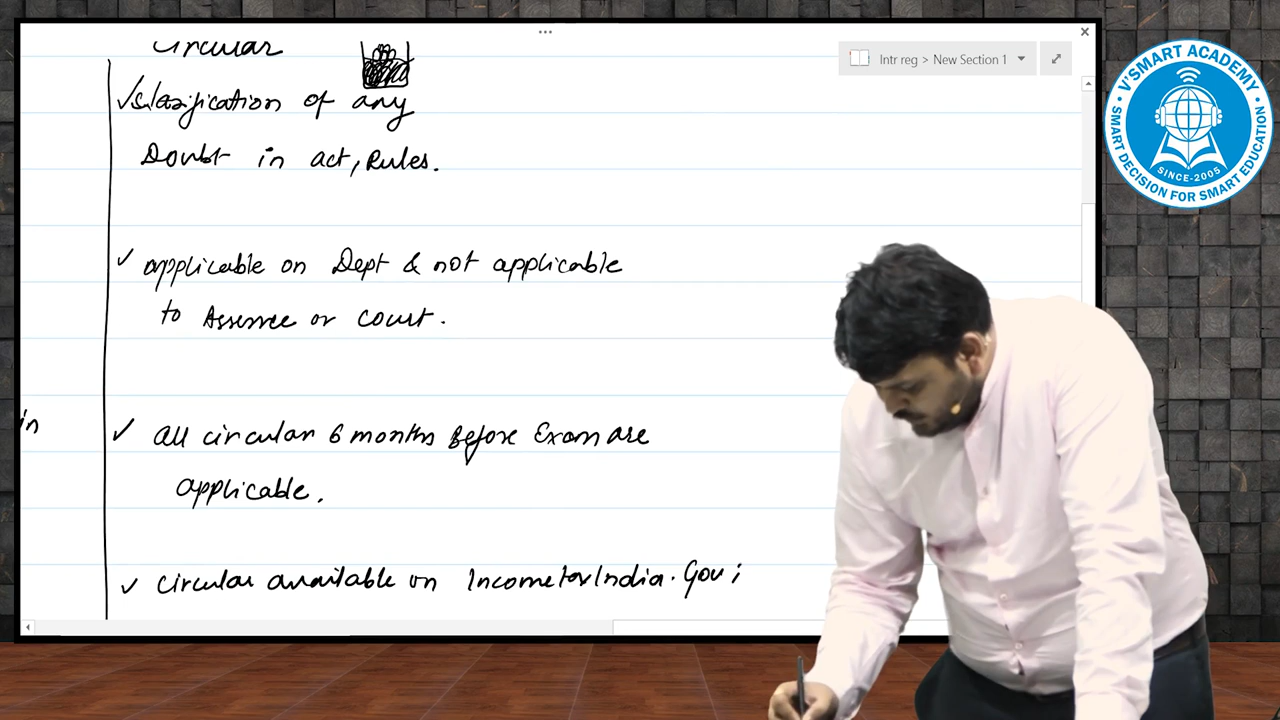 Circular
Intr reg > New Section 1
✓ Clarification of any
Doubt in act, Rules.
✓ applicable on Dept & not applicable
to Assessee or court.
in
✓ All circular 6 months before Exam are
applicable.
✓ circular available on IncometaxIndia.Gov i
V'SMART ACADEMY
SINCE-2005
SMART DECISION FOR SMART EDUCATION